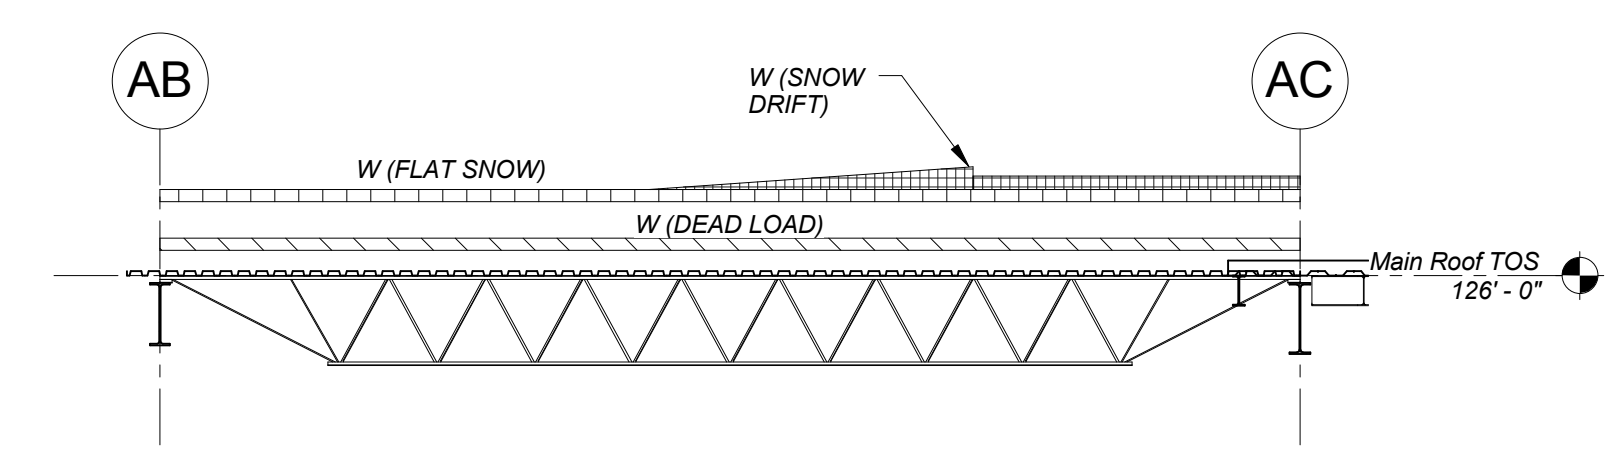 AB
W (SNOW
DRIFT)
AC
W (FLAT SNOW)
W (DEAD LOAD)
Main Roof TOS
126' - 0"